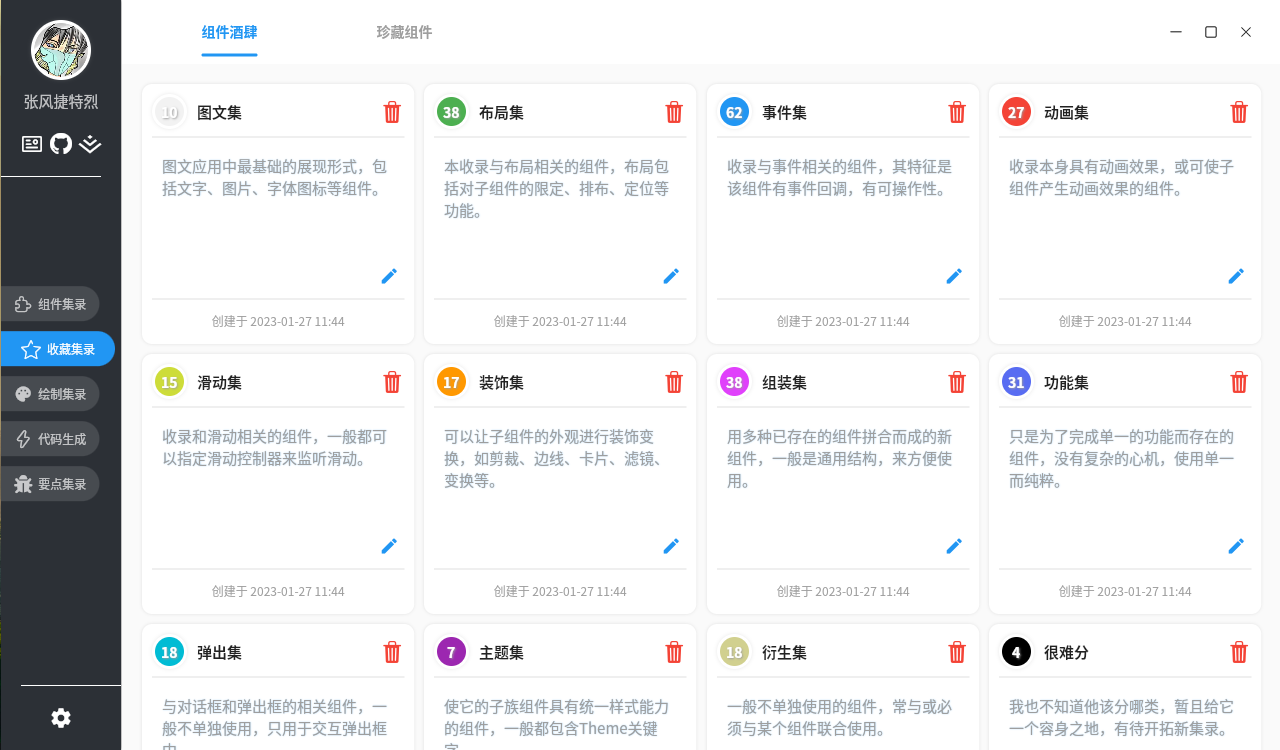 组件酒肆
珍藏组件
张风捷特烈
组件集录
收藏集录
绘制集录
代码生成
要点集录
10 图文集
图文应用中最基础的展现形式，包
括文字、图片、字体图标等组件。
创建于 2023-01-27 11:44
38 布局集
本收录与布局相关的组件，布局包
括对子组件的限定、排布、定位等
功能。
创建于 2023-01-27 11:44
62 事件集
收录与事件相关的组件，其特征是
该组件有事件回调，有可操作性。
创建于 2023-01-27 11:44
27 动画集
收录本身具有动画效果，或可使子
组件产生动画效果的组件。
创建于 2023-01-27 11:44
15 滑动集
收录和滑动相关的组件，一般都可
以指定滑动控制器来监听滑动。
创建于 2023-01-27 11:44
17 装饰集
可以让子组件的外观进行装饰变
换，如剪裁、边线、卡片、滤镜、
变换等。
创建于 2023-01-27 11:44
38 组装集
用多种已存在的组件拼合而成的新
组件，一般是通用结构，来方便使
用。
创建于 2023-01-27 11:44
31 功能集
只是为了完成单一的功能而存在的
组件，没有复杂的心机，使用单一
而纯粹。
创建于 2023-01-27 11:44
18 弹出集
与对话框和弹出框的相关组件，一
般不单独使用，只用于交互弹出框
中
7 主题集
使它的子族组件具有统一样式能力
的组件，一般都包含Theme关键
字
18 衍生集
一般不单独使用的组件，常与或必
须与某个组件联合使用。
4 很难分
我也不知道他该分哪类，暂且给它
一个容身之地，有待开拓新集录。